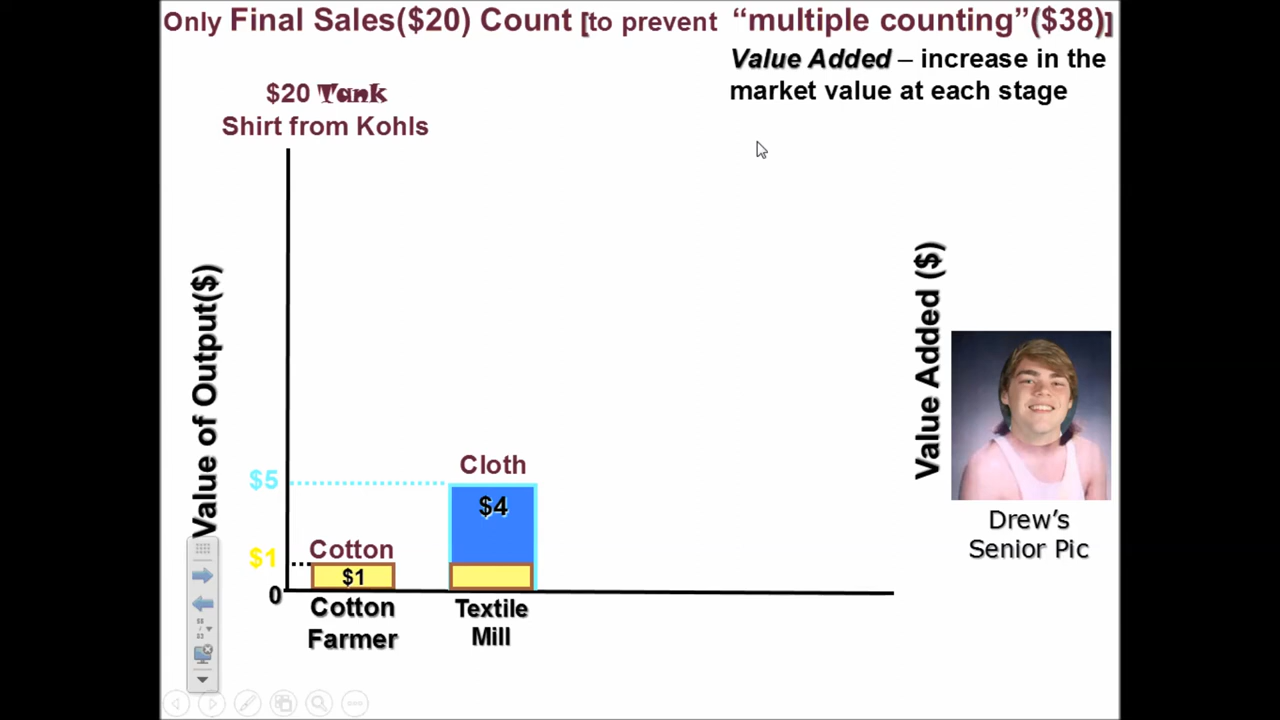 Only Final Sales($20) Count [to prevent “multiple counting”($38)]
Value Added – increase in the
market value at each stage
$20 Tank
Shirt from Kohls
Value of Output($)
$5
$1
0
Cloth
$4
Cotton
$1
Cotton
Farmer
Textile
Mill
Value Added ($)
Drew’s
Senior Pic